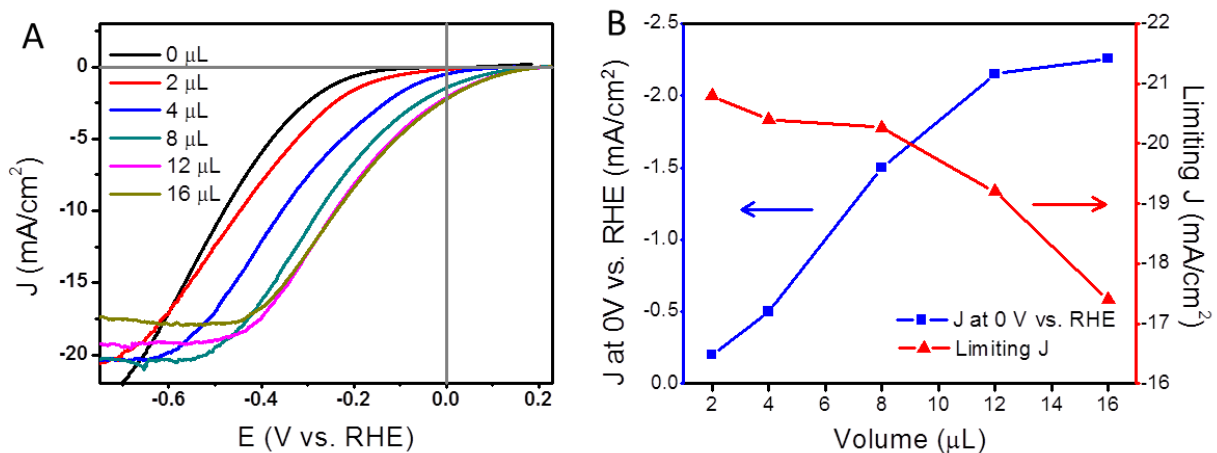 A
0 μL
2 μL
4 μL
8 μL
12 μL
16 μL
J (mA/cm²)
0
-5
-10
-15
-20
-0.6
-0.4
-0.2
0.0
0.2
E (V vs. RHE)
B
J at 0V vs. RHE (mA/cm²)
-2.5
-2.0
-1.5
-1.0
-0.5
0.0
2
4
6
8
10
12
14
16
Volume (μL)
J at 0 V vs. RHE
Limiting J
-22
-21
-20
-19
-18
-17
-16
Limiting J (mA/cm²)